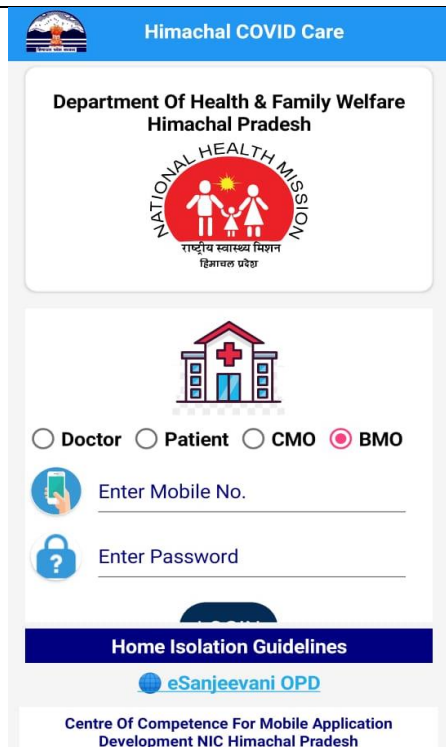 Himachal COVID Care
Department Of Health & Family Welfare
Himachal Pradesh
NATIONAL HEALTH MISSION
राष्ट्रीय स्वास्थ्य मिशन
हिमाचल प्रदेश
Doctor Patient CMO BMO
Enter Mobile No.
?
Enter Password
LOGIN
Home Isolation Guidelines
eSanjeevani OPD
Centre Of Competence For Mobile Application
Development NIC Himachal Pradesh